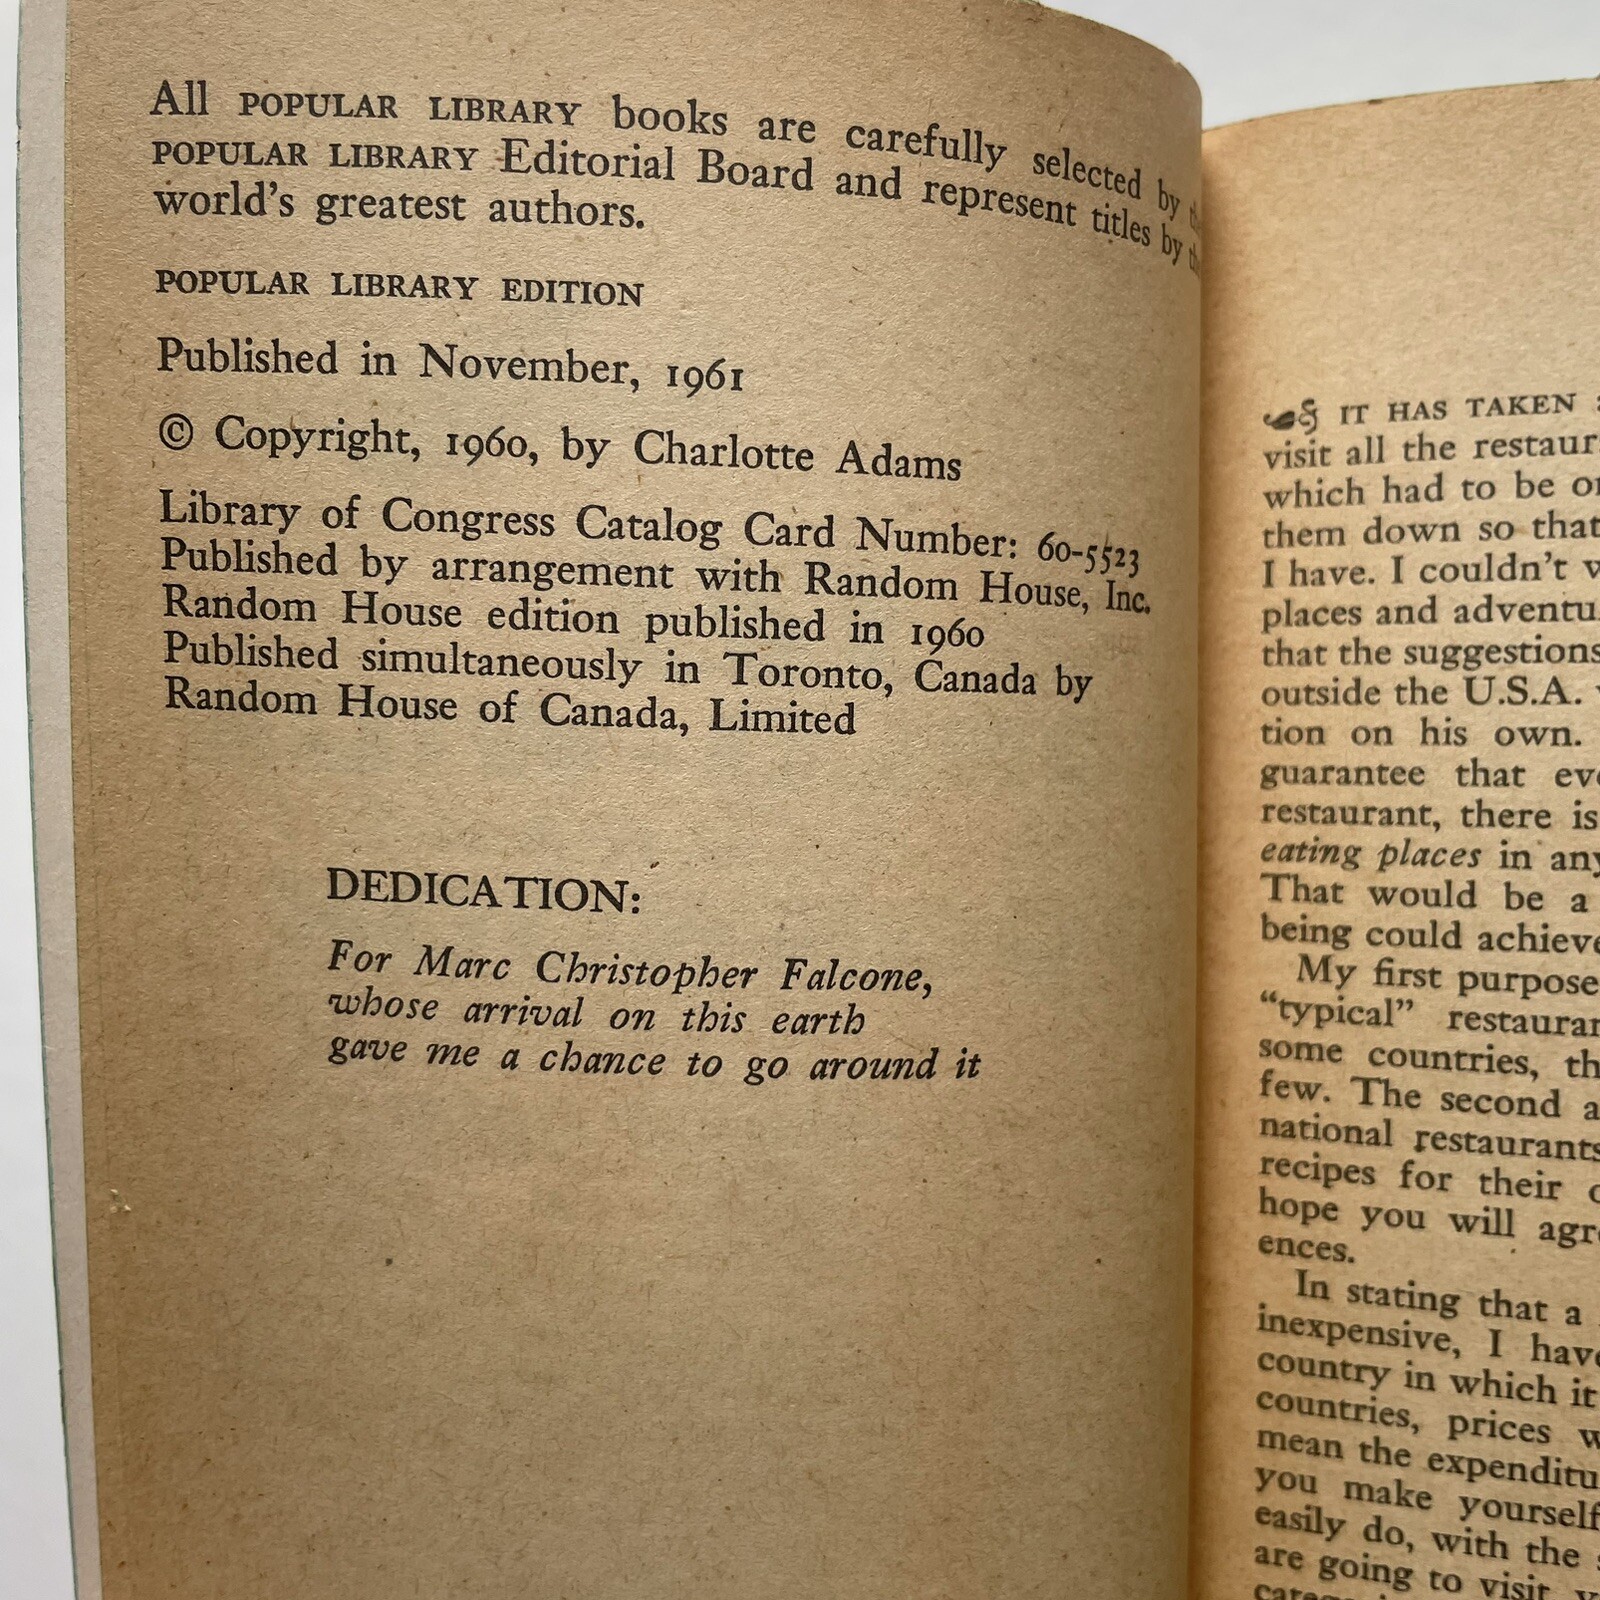 All POPULAR LIBRARY books are carefully selected by
POPULAR LIBRARY Editorial Board and represent titles by
world's greatest authors.
POPULAR LIBRARY EDITION
Published in November, 1961
© Copyright, 1960, by Charlotte Adams
Library of Congress Catalog Card Number: 60-5523
Published by arrangement with Random House, Inc.
Random House edition published in 1960
Published simultaneously in Toronto, Canada by
Random House of Canada, Limited
DEDICATION:
For Marc Christopher Falcone,
whose arrival on this earth
gave me a chance to go around it
IT HAS TAKEN
visit all the
which had to be
them down so that
I have. I couldn't
places and
that the suggestions
outside the U.S.A.
tion on his own.
guarantee that
restaurant, there is
eating places in
That would be a
being could
My first purpose
"typical"
some countries,
few. The second
national restaurants
recipes for their
hope you will
ences.
In stating that a
inexpensive, I
country in which it
countries, prices
mean the
you make yourself
easily do, with the
are going to visit